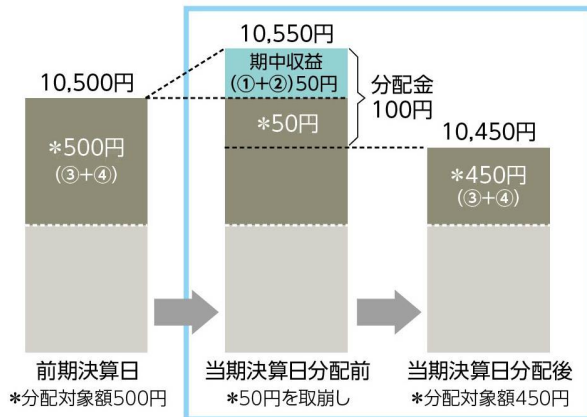 10,500円
*500円
(③+④)
前期決算日
*分配対象額500円
10,550円
期中収益
(①+②)50円
*50円
分配金
100円
当期決算日分配前
*50円を取崩し
10,450円
*450円
(③+④)
当期決算日分配後
*分配対象額450円